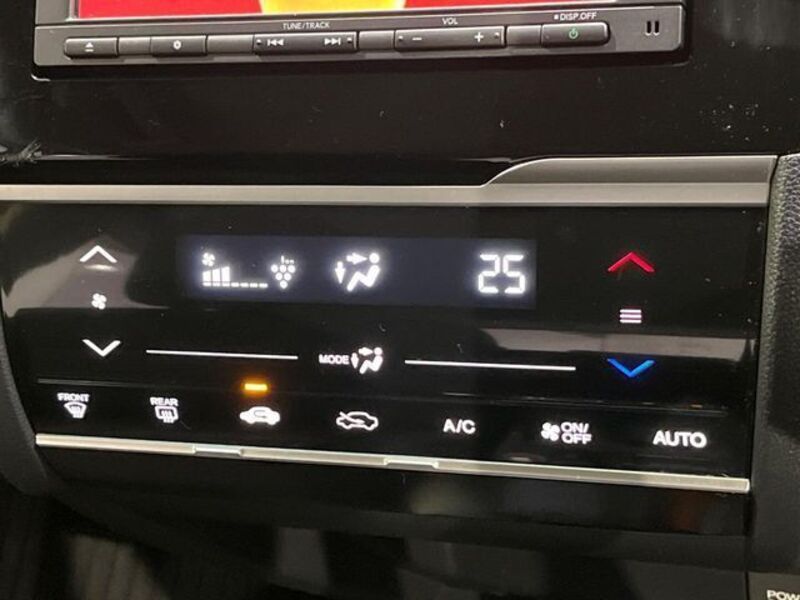 TUNE/TRACK
VOL
DISP.OFF
25
MODE
FRONT
REAR
A/C
ON/
OFF
AUTO